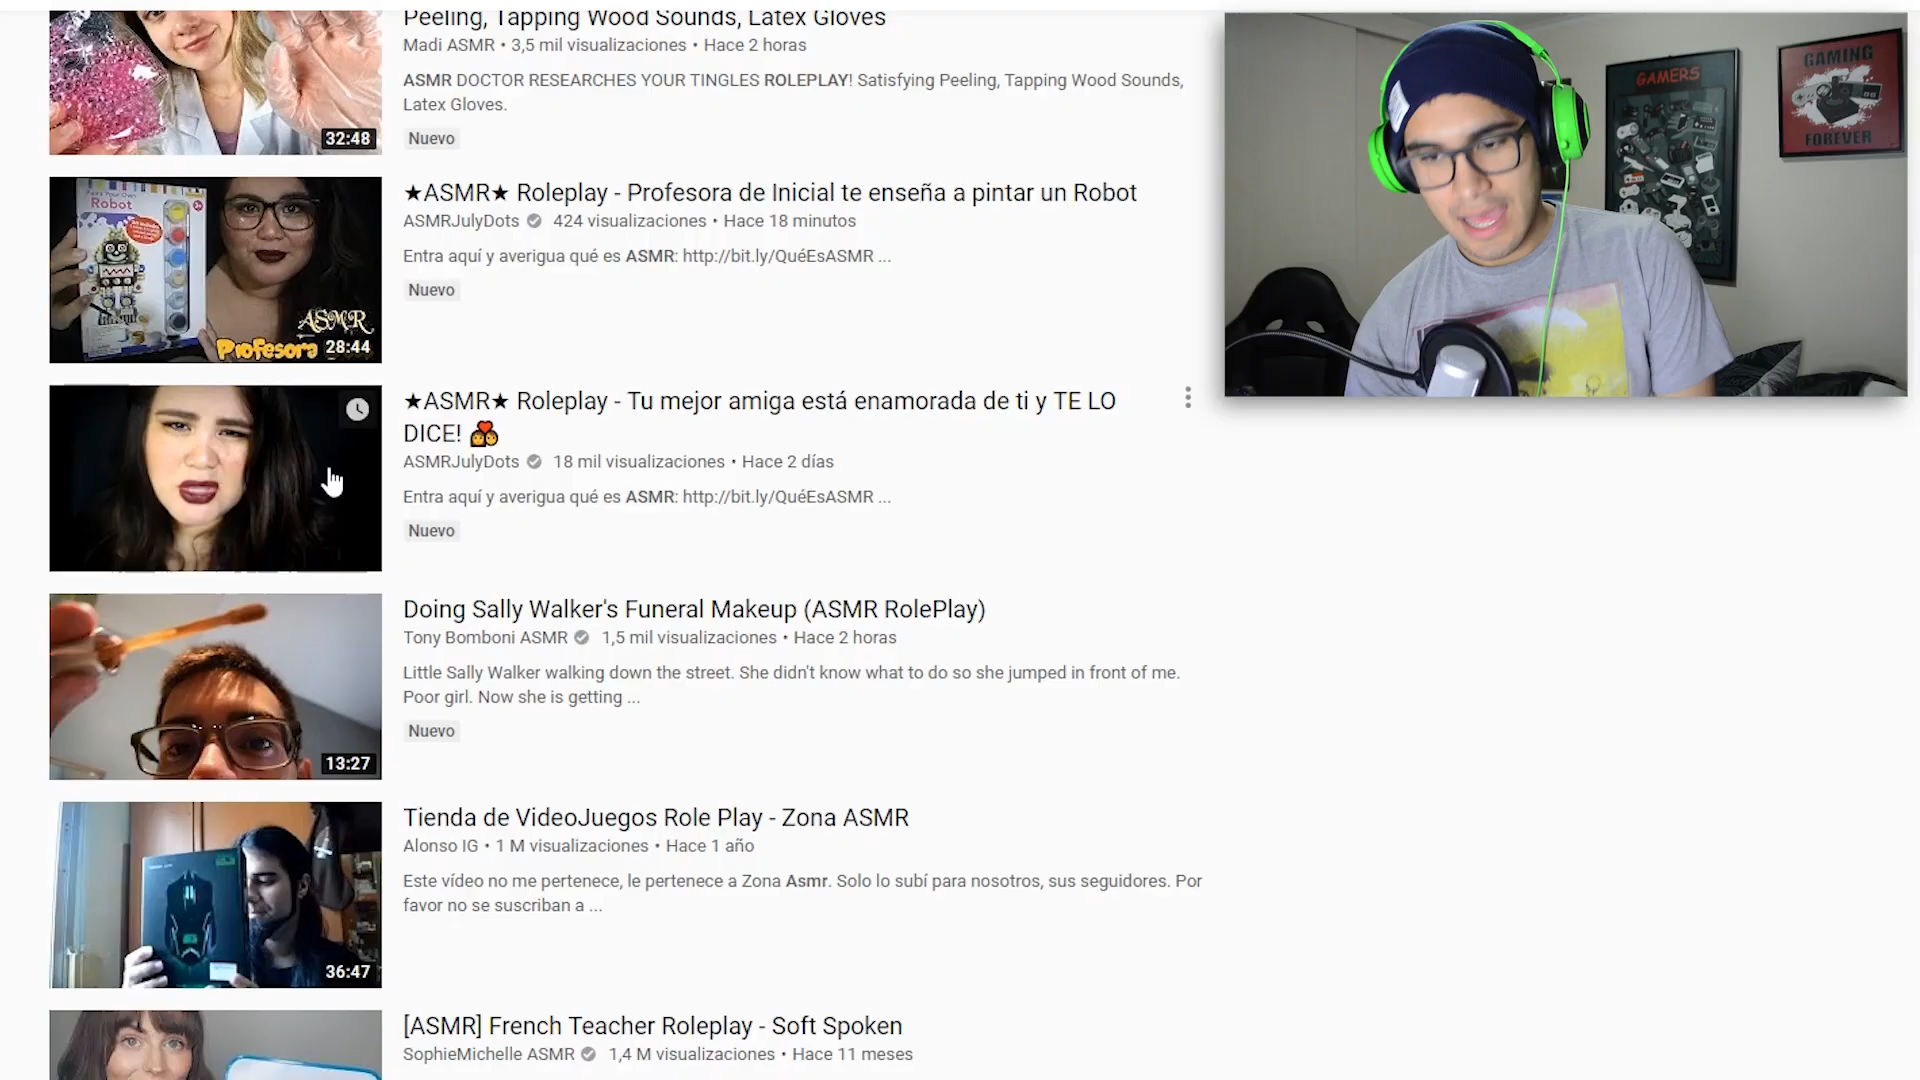 Peeling, Tapping Wood Sounds, Latex Gloves
Madi ASMR • 3,5 mil visualizaciones • Hace 2 horas
ASMR DOCTOR RESEARCHES YOUR TINGLES ROLEPLAY! Satisfying Peeling, Tapping Wood Sounds,
Latex Gloves.
Nuevo
32:48
GAMERS
GAMING
FOREVER
★ASMR★ Roleplay - Profesora de Inicial te enseña a pintar un Robot
ASMRJulyDots 424 visualizaciones • Hace 18 minutos
Entra aquí y averigua qué es ASMR: http://bit.ly/QuéEsASMR ...
Nuevo
Paint Your Own
Robot
ASMR
Profesora
28:44
★ASMR★ Roleplay - Tu mejor amiga está enamorada de ti y TE LO
DICE! 💏
ASMRJulyDots 18 mil visualizaciones • Hace 2 días
Entra aquí y averigua qué es ASMR: http://bit.ly/QuéEsASMR ...
Nuevo
Doing Sally Walker's Funeral Makeup (ASMR RolePlay)
Tony Bomboni ASMR 1,5 mil visualizaciones • Hace 2 horas
Little Sally Walker walking down the street. She didn't know what to do so she jumped in front of me.
Poor girl. Now she is getting ...
Nuevo
13:27
Tienda de VideoJuegos Role Play - Zona ASMR
Alonso IG • 1 M visualizaciones • Hace 1 año
Este vídeo no me pertenece, le pertenece a Zona Asmr. Solo lo subí para nosotros, sus seguidores. Por
favor no se suscriban a ...
36:47
[ASMR] French Teacher Roleplay - Soft Spoken
SophieMichelle ASMR 1,4 M visualizaciones • Hace 11 meses